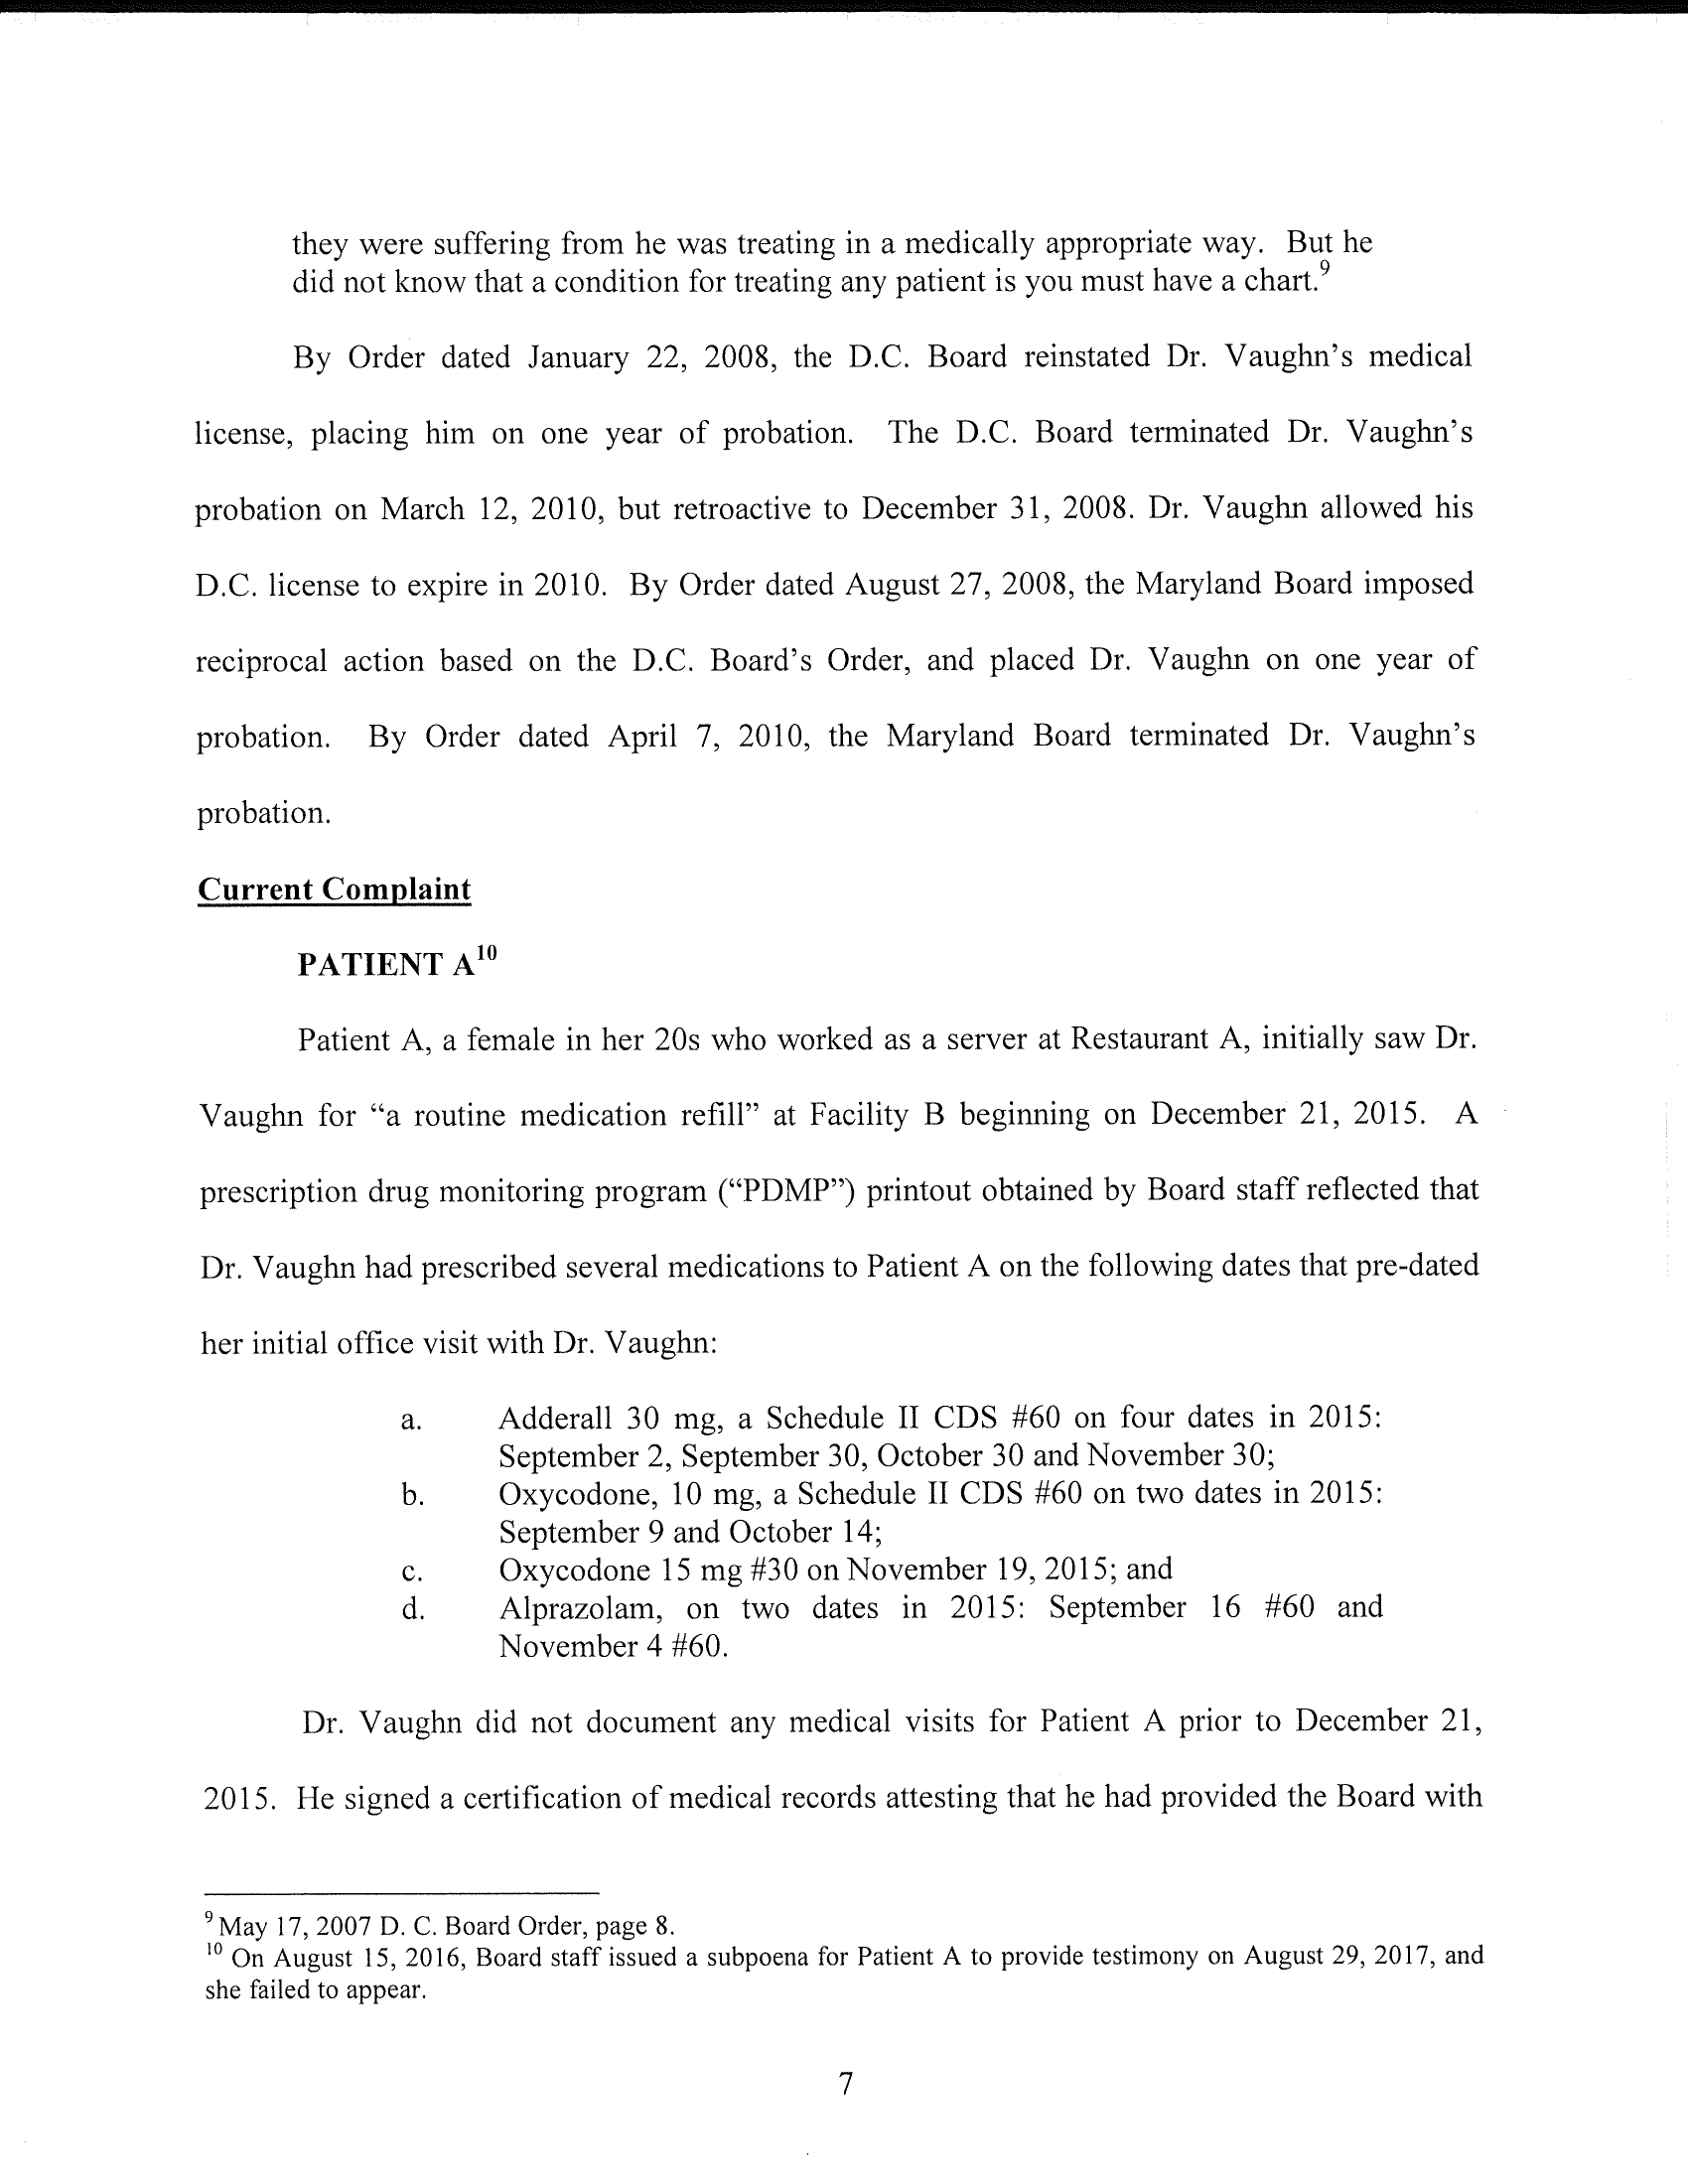 they were suffering from he was treating in a medically appropriate way. But he
did not know that a condition for treating any patient is you must have a chart.9
By Order dated January 22, 2008, the D.C. Board reinstated Dr. Vaughn's medical
license, placing him on one year of probation. The D.C. Board terminated Dr. Vaughn's
probation on March 12, 2010, but retroactive to December 31, 2008. Dr. Vaughn allowed his
D.C. license to expire in 2010. By Order dated August 27, 2008, the Maryland Board imposed
reciprocal action based on the D.C. Board's Order, and placed Dr. Vaughn on one year of
probation. By Order dated April 7, 2010, the Maryland Board terminated Dr. Vaughn's
probation.
Current Complaint
PATIENT A10
Patient A, a female in her 20s who worked as a server at Restaurant A, initially saw Dr.
Vaughn for “a routine medication refill” at Facility B beginning on December 21, 2015. A
prescription drug monitoring program (“PDMP”) printout obtained by Board staff reflected that
Dr. Vaughn had prescribed several medications to Patient A on the following dates that pre-dated
her initial office visit with Dr. Vaughn:
a. Adderall 30 mg, a Schedule II CDS #60 on four dates in 2015:
September 2, September 30, October 30 and November 30;
b. Oxycodone, 10 mg, a Schedule II CDS #60 on two dates in 2015:
September 9 and October 14;
c. Oxycodone 15 mg #30 on November 19, 2015; and
d. Alprazolam, on two dates in 2015: September 16 #60 and
November 4 #60.
Dr. Vaughn did not document any medical visits for Patient A prior to December 21,
2015. He signed a certification of medical records attesting that he had provided the Board with
9 May 17, 2007 D. C. Board Order, page 8.
10 On August 15, 2016, Board staff issued a subpoena for Patient A to provide testimony on August 29, 2017, and
she failed to appear.
7